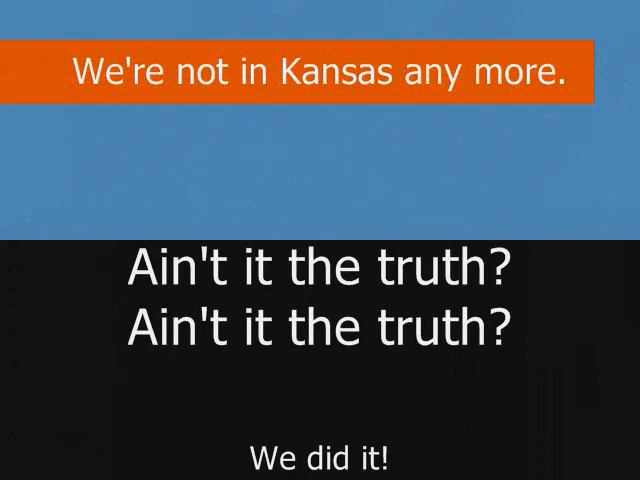 We're not in Kansas any more.
Ain't it the truth?
Ain't it the truth?
We did it!